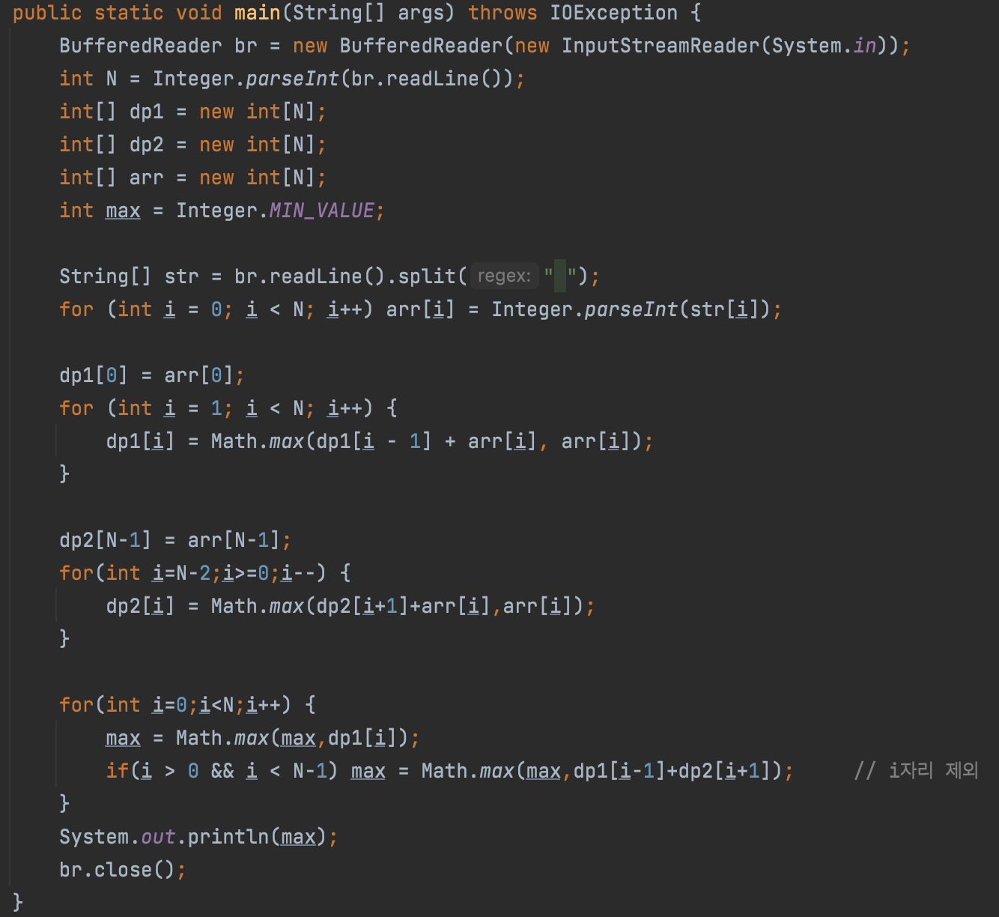 public static void main(String[] args) throws IOException {
    BufferedReader br = new BufferedReader(new InputStreamReader(System.in));
    int N = Integer.parseInt(br.readLine());
    int[] dp1 = new int[N];
    int[] dp2 = new int[N];
    int[] arr = new int[N];
    int max = Integer.MIN_VALUE;

    String[] str = br.readLine().split( regex: " ");
    for (int i = 0; i < N; i++) arr[i] = Integer.parseInt(str[i]);

    dp1[0] = arr[0];
    for (int i = 1; i < N; i++) {
        dp1[i] = Math.max(dp1[i - 1] + arr[i], arr[i]);
    }

    dp2[N-1] = arr[N-1];
    for(int i=N-2;i>=0;i--) {
        dp2[i] = Math.max(dp2[i+1]+arr[i],arr[i]);
    }

    for(int i=0;i<N;i++) {
        max = Math.max(max,dp1[i]);
        if(i > 0 && i < N-1) max = Math.max(max,dp1[i-1]+dp2[i+1]);     // i자리 제외
    }
    System.out.println(max);
    br.close();
}